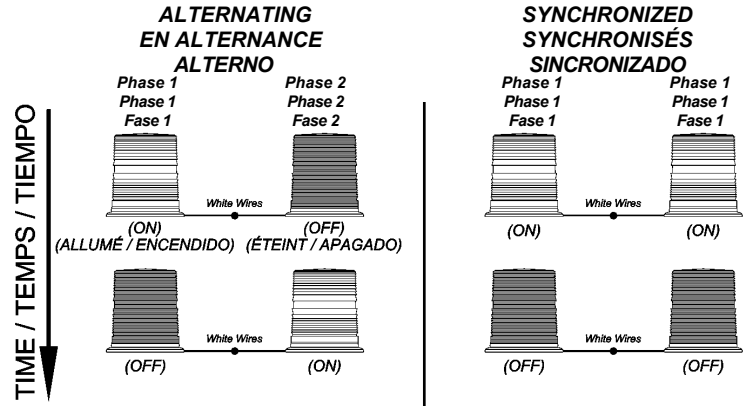 ALTERNATING
EN ALTERNANCE
ALTERNO
Phase 1
Phase 1
Fase 1
Phase 2
Phase 2
Fase 2
White Wires
(ON)
(ALLUMÉ / ENCENDIDO)
(OFF)
(ÉTEINT / APAGADO)
White Wires
(OFF)
(ON)
SYNCHRONIZED
SYNCHRONISÉS
SINCRONIZADO
Phase 1
Phase 1
Fase 1
Phase 1
Phase 1
Fase 1
White Wires
(ON)
(ON)
White Wires
(OFF)
(OFF)
TIME / TEMPS / TIEMPO